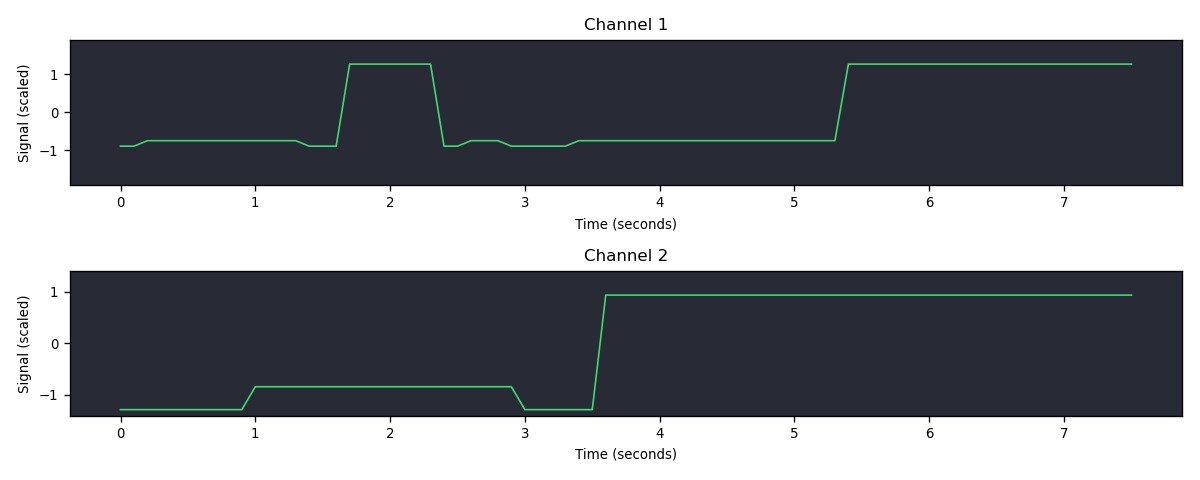 Channel 1
Signal (scaled)
1
0
−1
0 1 2 3 4 5 6 7
Time (seconds)
Channel 2
Signal (scaled)
1
0
−1
0 1 2 3 4 5 6 7
Time (seconds)